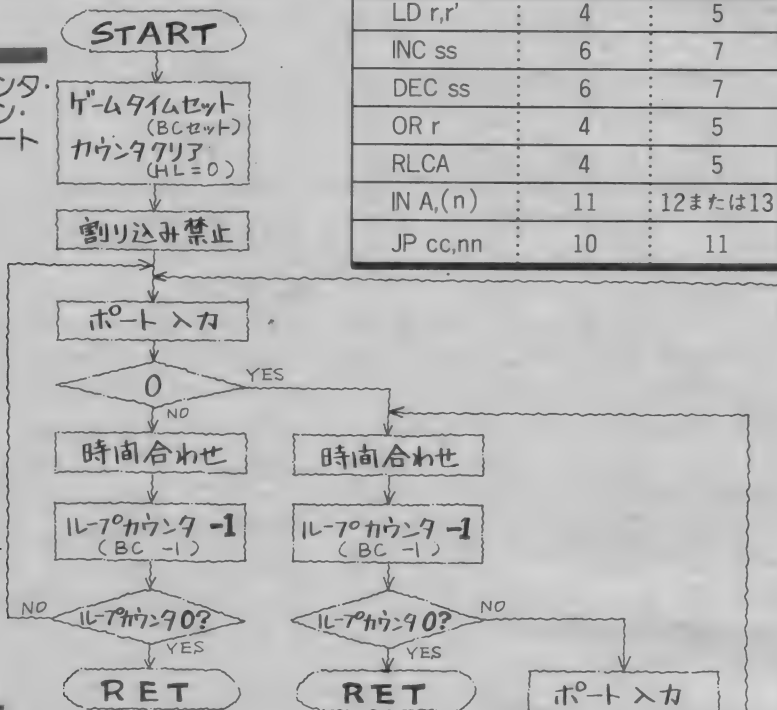 ンタ・
ン・
ート
START
ゲームタイムセット
(BCセット)
カウンタクリア
(HL=0)
割り込み禁止
ポート入力
0
YES
NO
時間合わせ
時間合わせ
ループカウンタ -1
(BC -1)
ループカウンタ -1
(BC -1)
NO
ループカウンタ0?
YES
ループカウンタ0?
NO
YES
RET
RET
ポート入力
LD r,r' : 4 : 5
INC ss : 6 : 7
DEC ss : 6 : 7
OR r : 4 : 5
RLCA : 4 : 5
IN A,(n) : 11 : 12または13
JP cc,nn : 10 : 11